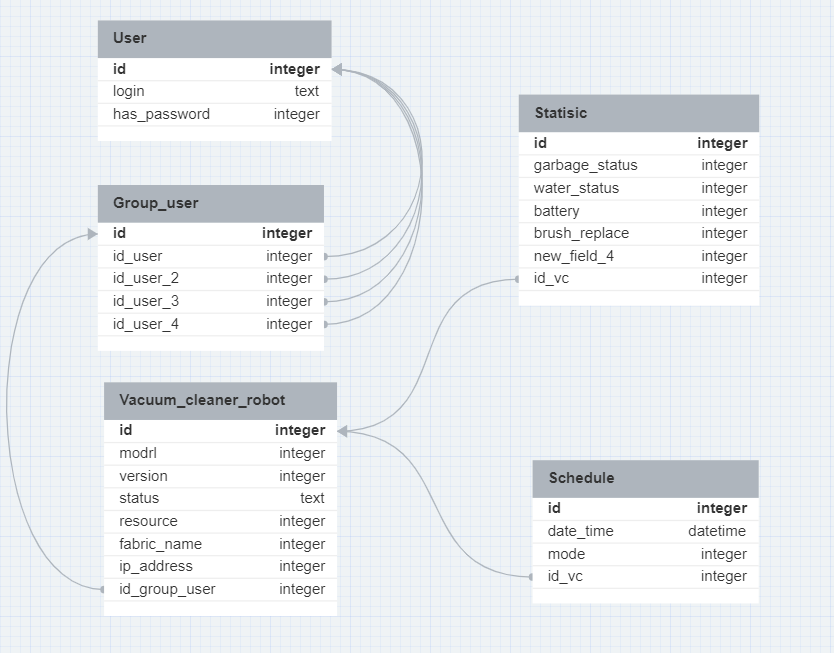 User
id integer
login text
has_password integer
Group_user
id integer
id_user integer
id_user_2 integer
id_user_3 integer
id_user_4 integer
Vacuum_cleaner_robot
id integer
modrl integer
version integer
status text
resource integer
fabric_name integer
ip_address integer
id_group_user integer
Statisic
id integer
garbage_status integer
water_status integer
battery integer
brush_replace integer
new_field_4 integer
id_vc integer
Schedule
id integer
date_time datetime
mode integer
id_vc integer